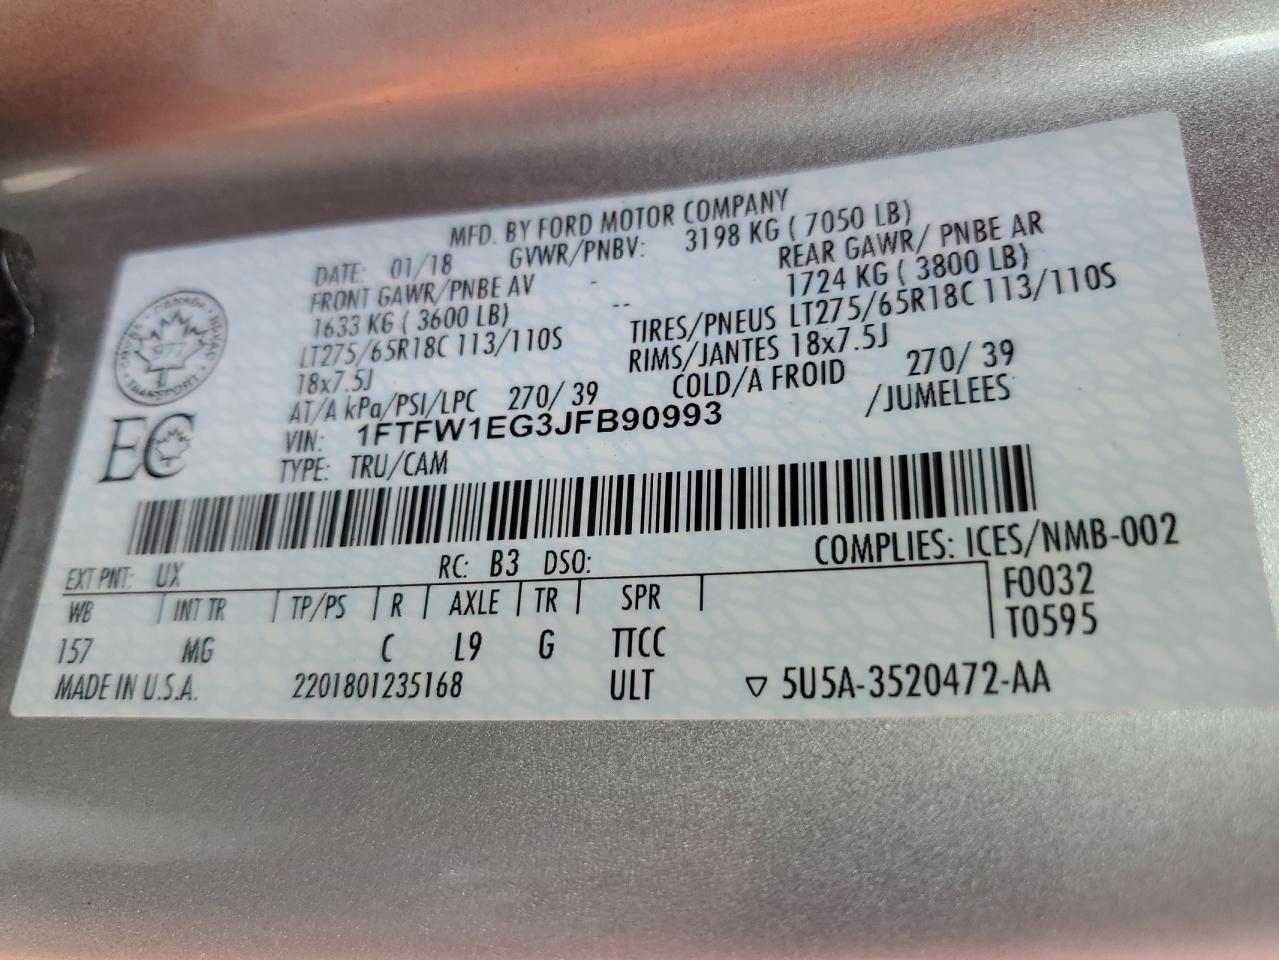 MFD. BY FORD MOTOR COMPANY
DATE: 01/18 GVWR/PNBV: 3198 KG ( 7050 LB)
FRONT GAWR/PNBE AV - REAR GAWR/ PNBE AR
1633 KG ( 3600 LB) -- 1724 KG ( 3800 LB)
LT275/65R18C 113/110S TIRES/PNEUS LT275/65R18C 113/110S
18x7.5J RIMS/JANTES 18x7.5J
AT/A kPa/PSI/LPC 270/ 39 COLD/A FROID 270/ 39
VIN: 1FTFW1EG3JFB90993 /JUMELEES
TYPE: TRU/CAM
CANADA
TRANSPORT
977
EC
COMPLIES: ICES/NMB-002
EXT PNT: UX RC: B3 DSO:
WB INT TR TP/PS R AXLE TR SPR F0032
157 MG C L9 G TTCC T0595
MADE IN U.S.A. 2201801235168 ULT ▽ 5U5A-3520472-AA